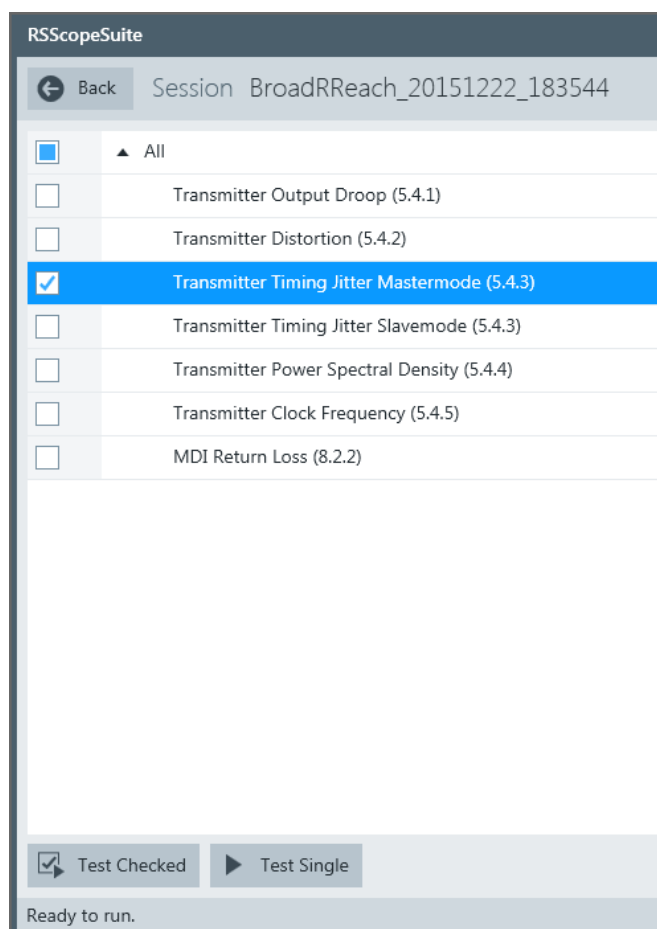 RSScopeSuite
Back Session BroadRReach_20151222_183544
All
Transmitter Output Droop (5.4.1)
Transmitter Distortion (5.4.2)
Transmitter Timing Jitter Mastermode (5.4.3)
Transmitter Timing Jitter Slavemode (5.4.3)
Transmitter Power Spectral Density (5.4.4)
Transmitter Clock Frequency (5.4.5)
MDI Return Loss (8.2.2)
Test Checked Test Single
Ready to run.